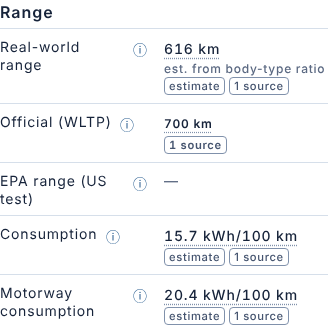 Range
Real-world range ⓘ
616 km
est. from body-type ratio
estimate 1 source
Official (WLTP) ⓘ
700 km
1 source
EPA range (US test) ⓘ
—
Consumption ⓘ
15.7 kWh/100 km
estimate 1 source
Motorway consumption ⓘ
20.4 kWh/100 km
estimate 1 source